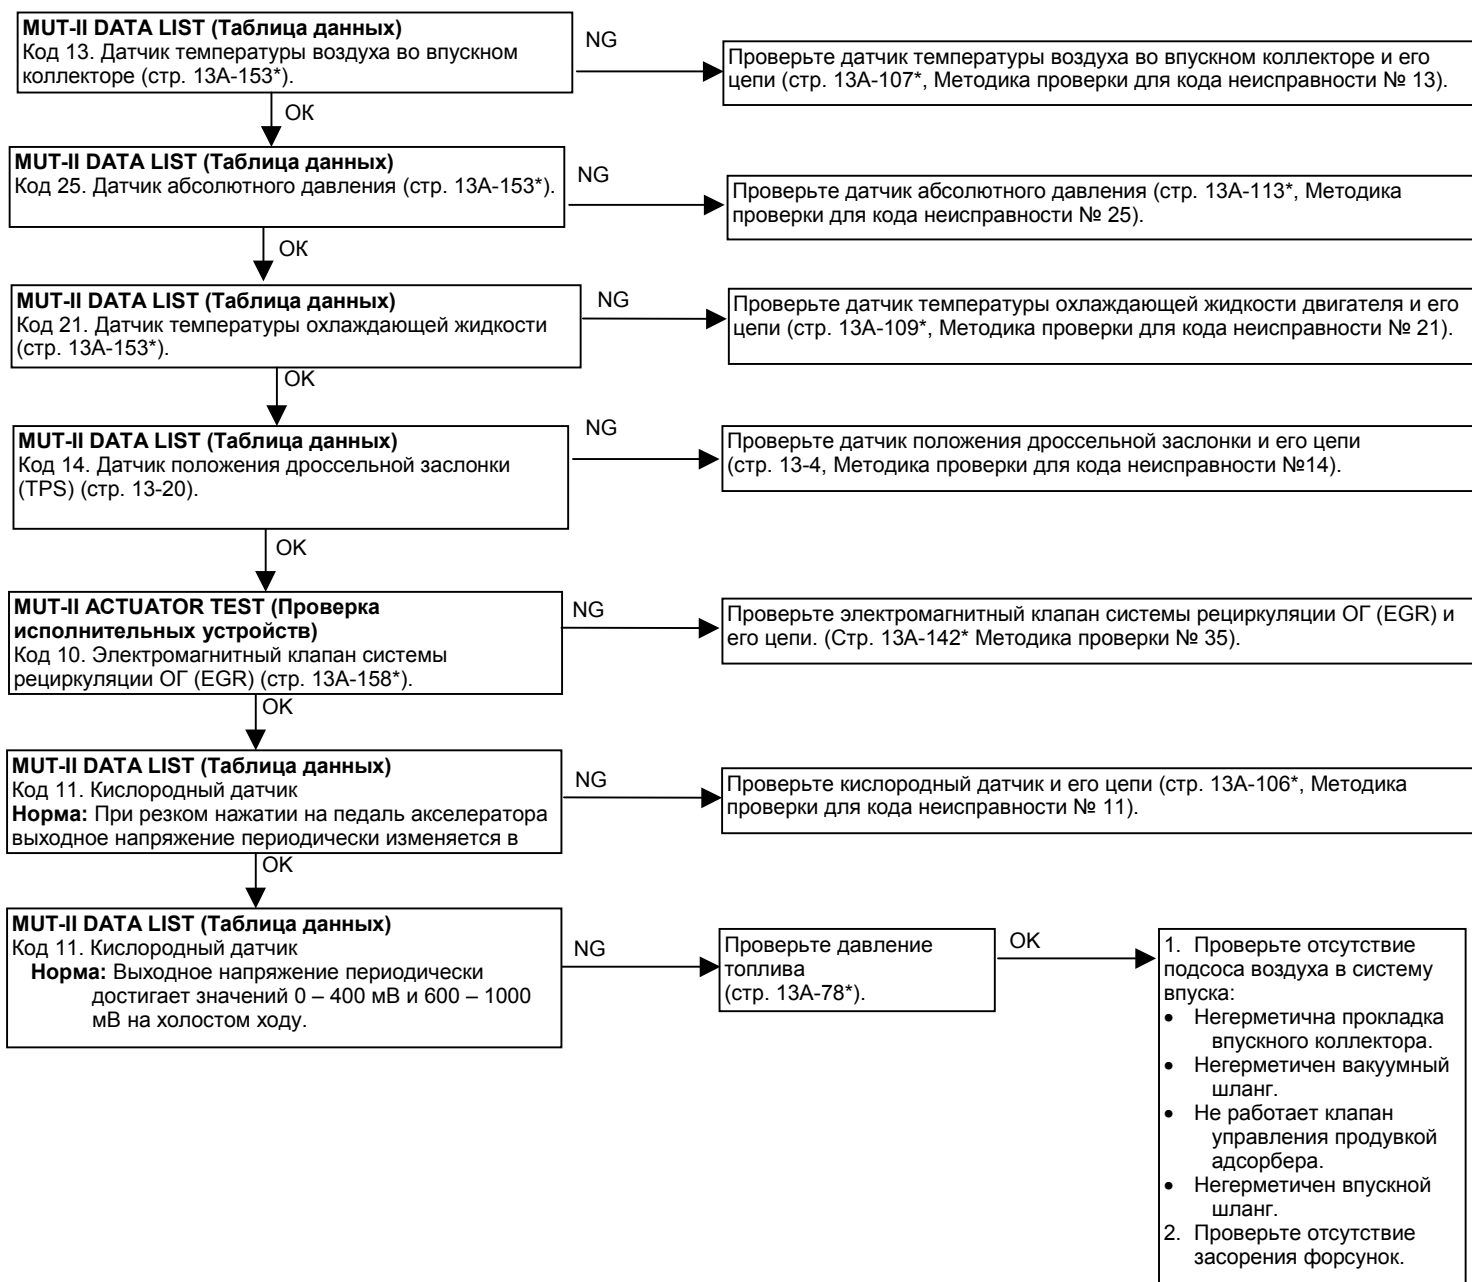 MUT-II DATA LIST (Таблица данных)
Код 13. Датчик температуры воздуха во впускном
коллекторе (стр. 13А-153*).
NG
Проверьте датчик температуры воздуха во впускном коллекторе и его
цепи (стр. 13А-107*, Методика проверки для кода неисправности № 13).
OK
MUT-II DATA LIST (Таблица данных)
Код 25. Датчик абсолютного давления (стр. 13А-153*).
NG
Проверьте датчик абсолютного давления (стр. 13А-113*, Методика
проверки для кода неисправности № 25).
OK
MUT-II DATA LIST (Таблица данных)
Код 21. Датчик температуры охлаждающей жидкости
(стр. 13А-153*).
NG
Проверьте датчик температуры охлаждающей жидкости двигателя и его
цепи (стр. 13А-109*, Методика проверки для кода неисправности № 21).
OK
MUT-II DATA LIST (Таблица данных)
Код 14. Датчик положения дроссельной заслонки
(TPS) (стр. 13-20).
NG
Проверьте датчик положения дроссельной заслонки и его цепи
(стр. 13-4, Методика проверки для кода неисправности №14).
OK
MUT-II ACTUATOR TEST (Проверка
исполнительных устройств)
Код 10. Электромагнитный клапан системы
рециркуляции ОГ (EGR) (стр. 13А-158*).
NG
Проверьте электромагнитный клапан системы рециркуляции ОГ (EGR) и
его цепи. (Стр. 13А-142* Методика проверки № 35).
OK
MUT-II DATA LIST (Таблица данных)
Код 11. Кислородный датчик
Норма: При резком нажатии на педаль акселератора
выходное напряжение периодически изменяется в
NG
Проверьте кислородный датчик и его цепи (стр. 13А-106*, Методика
проверки для кода неисправности № 11).
OK
MUT-II DATA LIST (Таблица данных)
Код 11. Кислородный датчик
Норма: Выходное напряжение периодически
достигает значений 0 – 400 мВ и 600 – 1000
мВ на холостом ходу.
NG
Проверьте давление
топлива
(стр. 13А-78*).
OK
1. Проверьте отсутствие
подсоса воздуха в систему
впуска:
• Негерметична прокладка
впускного коллектора.
• Негерметичен вакуумный
шланг.
• Не работает клапан
управления продувкой
адсорбера.
• Негерметичен впускной
шланг.
2. Проверьте отсутствие
засорения форсунок.